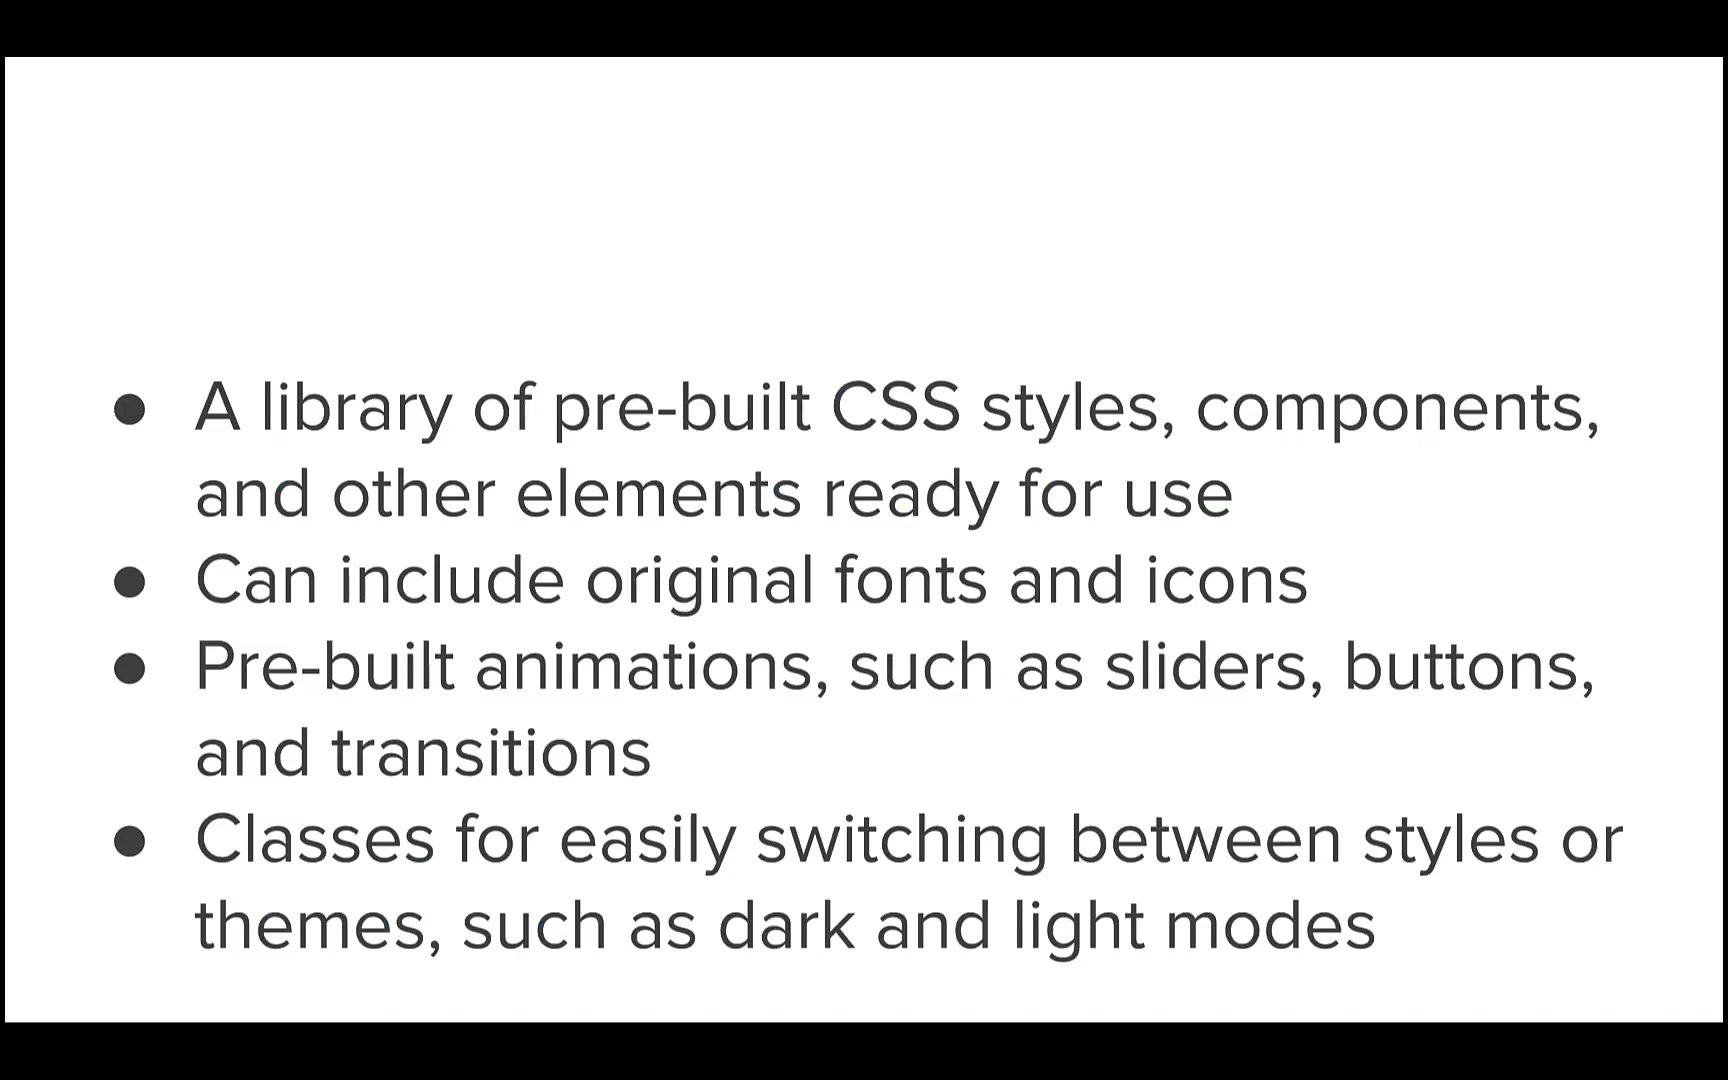 ● A library of pre-built CSS styles, components,
and other elements ready for use
● Can include original fonts and icons
● Pre-built animations, such as sliders, buttons,
and transitions
● Classes for easily switching between styles or
themes, such as dark and light modes